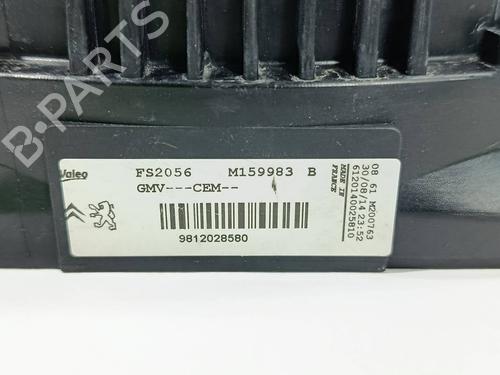 B-PARTS
Valeo
FS2056 M159983 B
GMV---CEM--
9812028580
MADE IN
FRANCE
08 61 M200763
30/08/14 23:52
6120140025810